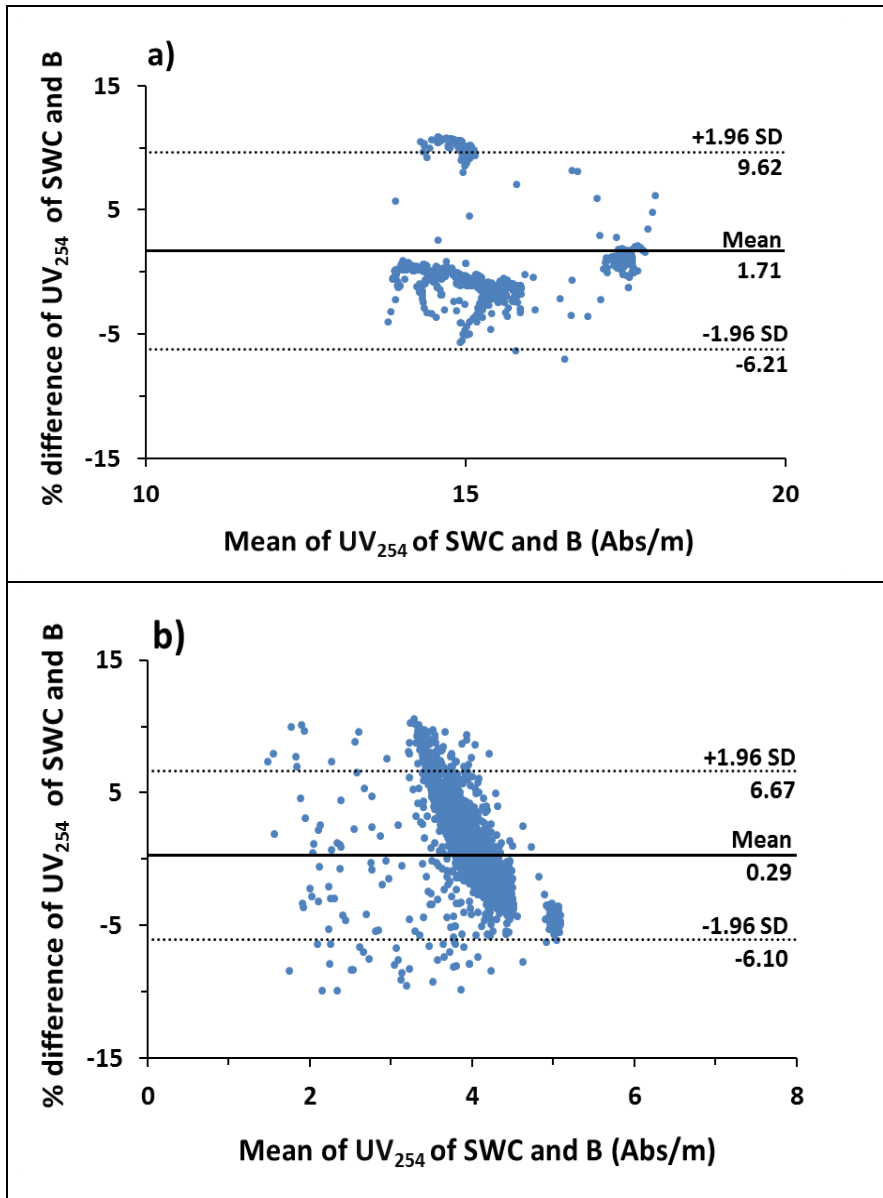 a)
% difference of UV254 of SWC and B
15
5
-5
-15
+1.96 SD
9.62
Mean
1.71
-1.96 SD
-6.21
10
15
20
Mean of UV254 of SWC and B (Abs/m)
b)
% difference of UV254 of SWC and B
15
5
-5
-15
+1.96 SD
6.67
Mean
0.29
-1.96 SD
-6.10
0
2
4
6
8
Mean of UV254 of SWC and B (Abs/m)